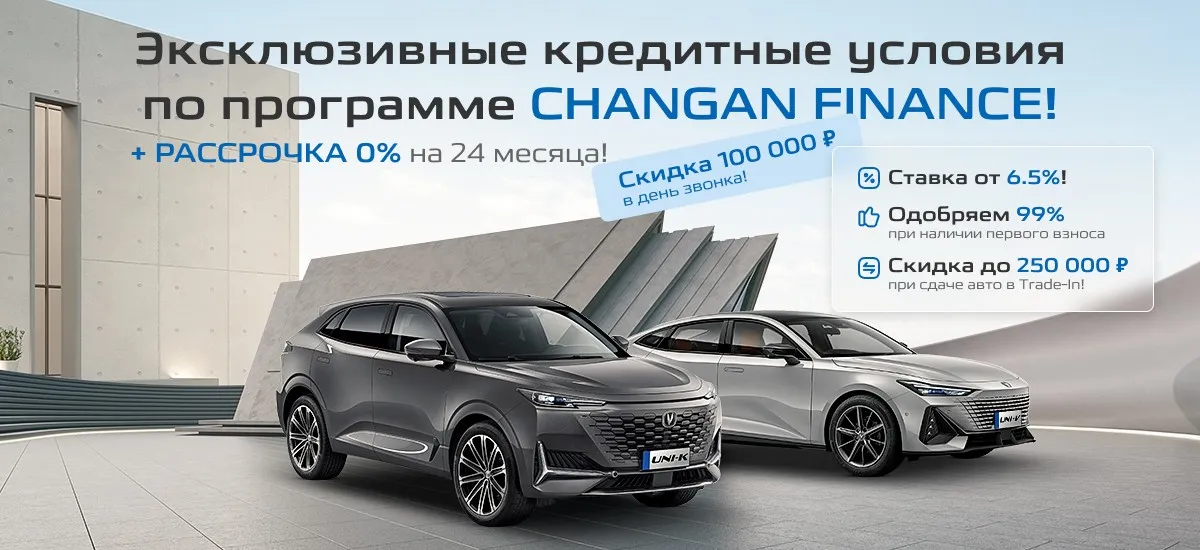 Эксклюзивные кредитные условия
по программе CHANGAN FINANCE!
+ РАССРОЧКА 0% на 24 месяца!
Скидка 100 000 ₽
в день звонка!
Ставка от 6.5%!
Одобряем 99%
при наличии первого взноса
Скидка до 250 000 ₽
при сдаче авто в Trade-In!
UNI-K
UNI-V